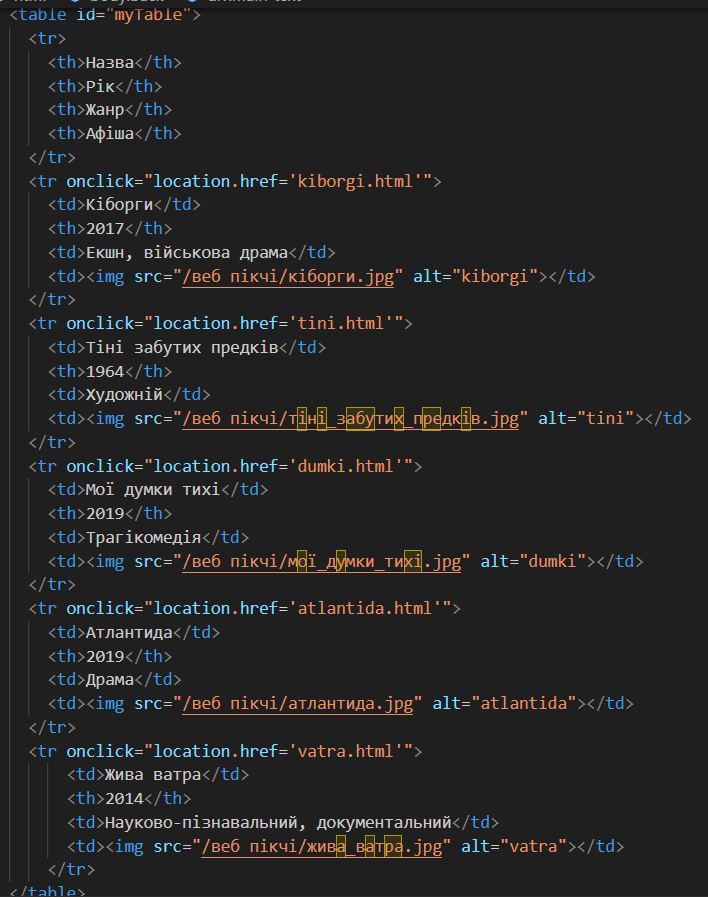 <table id="myTable">
<tr>
<th>Назва</th>
<th>Рік</th>
<th>Жанр</th>
<th>Афіша</th>
</tr>
<tr onclick="location.href='kiborgi.html'">
<td>Кіборги</td>
<th>2017</th>
<td>Екшн, військова драма</td>
<td><img src="/веб пікчі/кіборги.jpg" alt="kiborgi"></td>
</tr>
<tr onclick="location.href='tini.html'">
<td>Тіні забутих предків</td>
<th>1964</th>
<td>Художній</td>
<td><img src="/веб пікчі/тіні_забутих_предків.jpg" alt="tini"></td>
</tr>
<tr onclick="location.href='dumki.html'">
<td>Мої думки тихі</td>
<th>2019</th>
<td>Трагікомедія</td>
<td><img src="/веб пікчі/мої_думки_тихі.jpg" alt="dumki"></td>
</tr>
<tr onclick="location.href='atlantida.html'">
<td>Атлантида</td>
<th>2019</th>
<td>Драма</td>
<td><img src="/веб пікчі/атлантида.jpg" alt="atlantida"></td>
</tr>
<tr onclick="location.href='vatra.html'">
<td>Жива ватра</td>
<th>2014</th>
<td>Науково-пізнавальний, документальний</td>
<td><img src="/веб пікчі/жива_ватра.jpg" alt="vatra"></td>
</tr>
</table>